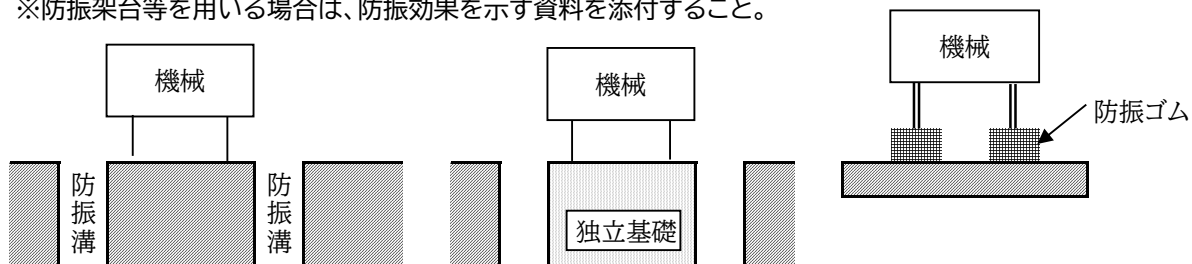 ※防振架台等を用いる場合は、防振効果を示す資料を添付すること。
機械
機械
機械
防振ゴム
防振溝
防振溝
独立基礎